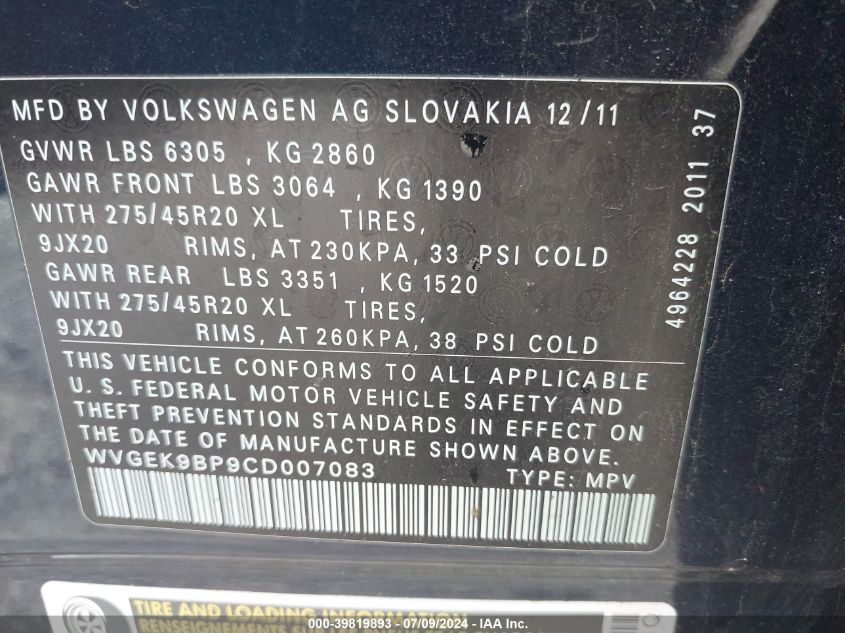 MFD BY VOLKSWAGEN AG SLOVAKIA 12/11
GVWR LBS 6305 , KG 2860
GAWR FRONT LBS 3064 , KG 1390
WITH 275/45R20 XL TIRES,
9JX20 RIMS, AT 230KPA, 33 PSI COLD
GAWR REAR LBS 3351 , KG 1520
WITH 275/45R20 XL TIRES,
9JX20 RIMS, AT 260KPA, 38 PSI COLD
THIS VEHICLE CONFORMS TO ALL APPLICABLE
U. S. FEDERAL MOTOR VEHICLE SAFETY AND
THEFT PREVENTION STANDARDS IN EFFECT ON
THE DATE OF MANUFACTURE SHOWN ABOVE.
WVGEK9BP9CD007083 TYPE: MPV
4964228 2011 37
TIRE AND LOADING INFORMATION
RENSEIGNEMENTS
000-39819893 - 07/09/2024 - IAA Inc.